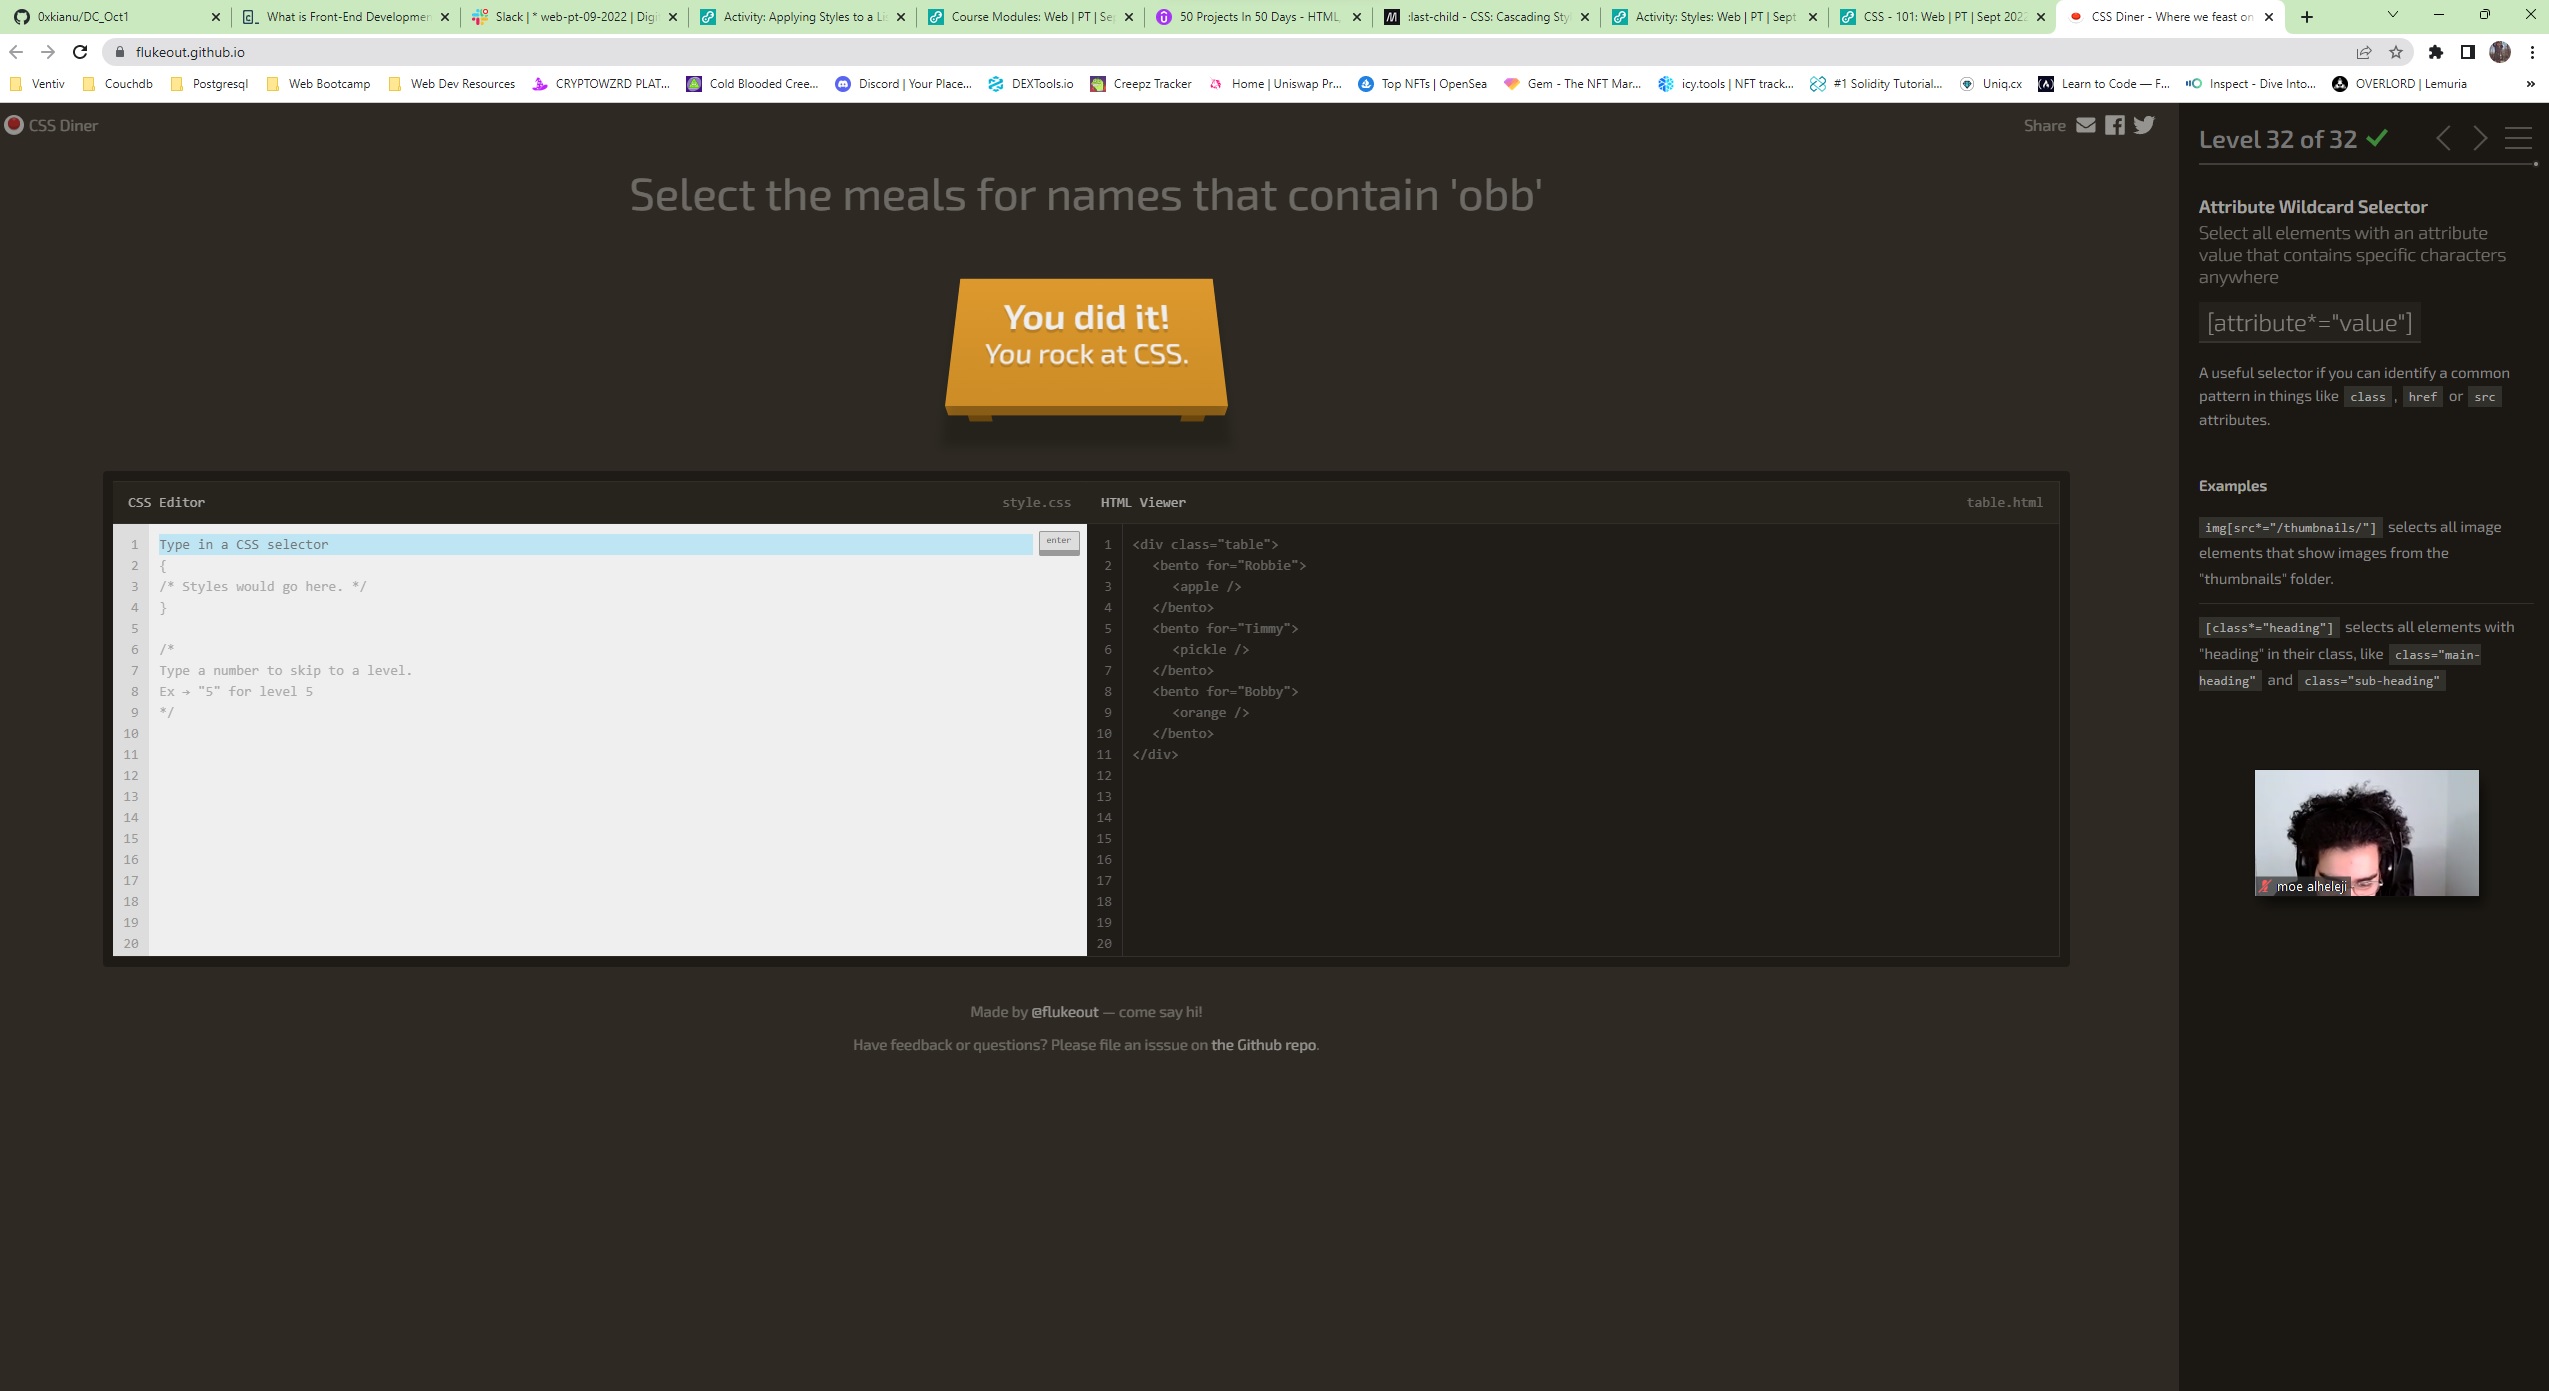 0xkianu/DC_Oct1
What is Front-End Developmen
Slack | * web-pt-09-2022 | Digi
Activity: Applying Styles to a Lis
Course Modules: Web | PT | Sep
50 Projects In 50 Days - HTML,
:last-child - CSS: Cascading Sty
Activity: Styles: Web | PT | Sept
CSS - 101: Web | PT | Sept 2022
CSS Diner - Where we feast on
flukeout.github.io
Ventiv
Couchdb
Postgresql
Web Bootcamp
Web Dev Resources
CRYPTOWZRD PLAT...
Cold Blooded Cree...
Discord | Your Place...
DEXTools.io
Creepz Tracker
Home | Uniswap Pr...
Top NFTs | OpenSea
Gem - The NFT Mar...
icy.tools | NFT track...
#1 Solidity Tutorial...
Uniq.cx
Learn to Code — F...
Inspect - Dive Into...
OVERLORD | Lemuria
»
CSS Diner
Share
Select the meals for names that contain 'obb'
You did it!
You rock at CSS.
CSS Editor
style.css
1 Type in a CSS selector
enter
2 {
3 /* Styles would go here. */
4 }
5
6 /*
7 Type a number to skip to a level.
8 Ex → "5" for level 5
9 */
10
11
12
13
14
15
16
17
18
19
20
HTML Viewer
table.html
1 <div class="table">
2 <bento for="Robbie">
3 <apple />
4 </bento>
5 <bento for="Timmy">
6 <pickle />
7 </bento>
8 <bento for="Bobby">
9 <orange />
10 </bento>
11 </div>
12
13
14
15
16
17
18
19
20
Made by @flukeout — come say hi!
Have feedback or questions? Please file an isssue on the Github repo.
Level 32 of 32
Attribute Wildcard Selector
Select all elements with an attribute
value that contains specific characters
anywhere
[attribute*="value"]
A useful selector if you can identify a common
pattern in things like class , href or src
attributes.
Examples
img[src*="/thumbnails/"] selects all image
elements that show images from the
"thumbnails" folder.
[class*="heading"] selects all elements with
"heading" in their class, like class="main-
heading" and class="sub-heading"
moe alheleji